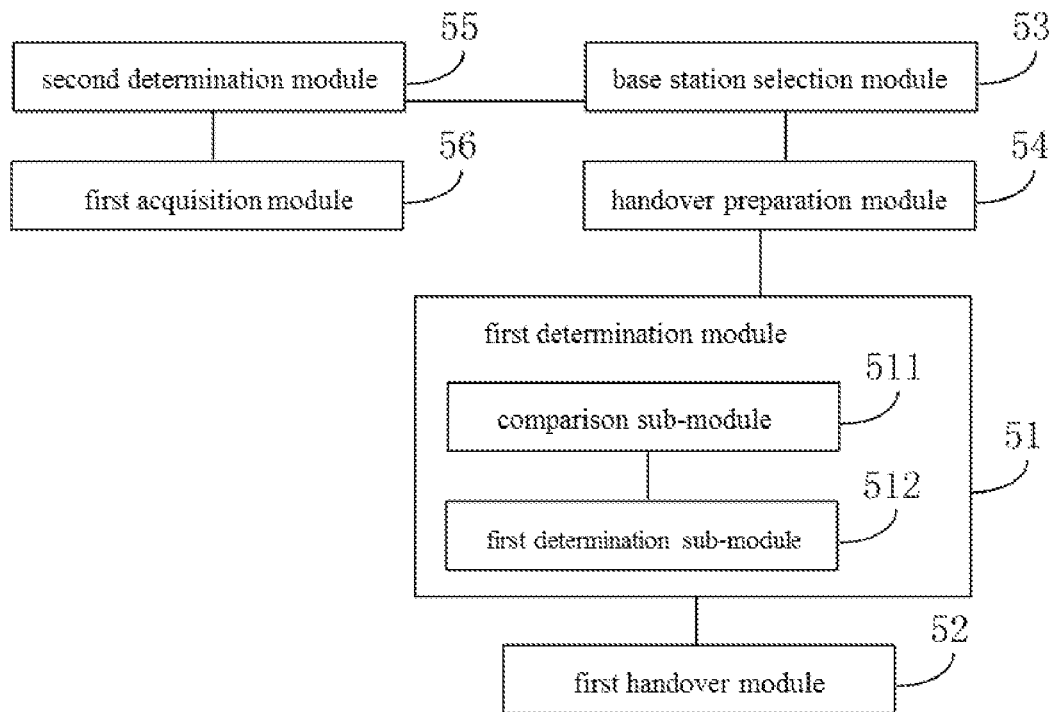 55
second determination module
53
base station selection module
56
first acquisition module
54
handover preparation module
first determination module
511
comparison sub-module
51
512
first determination sub-module
52
first handover module